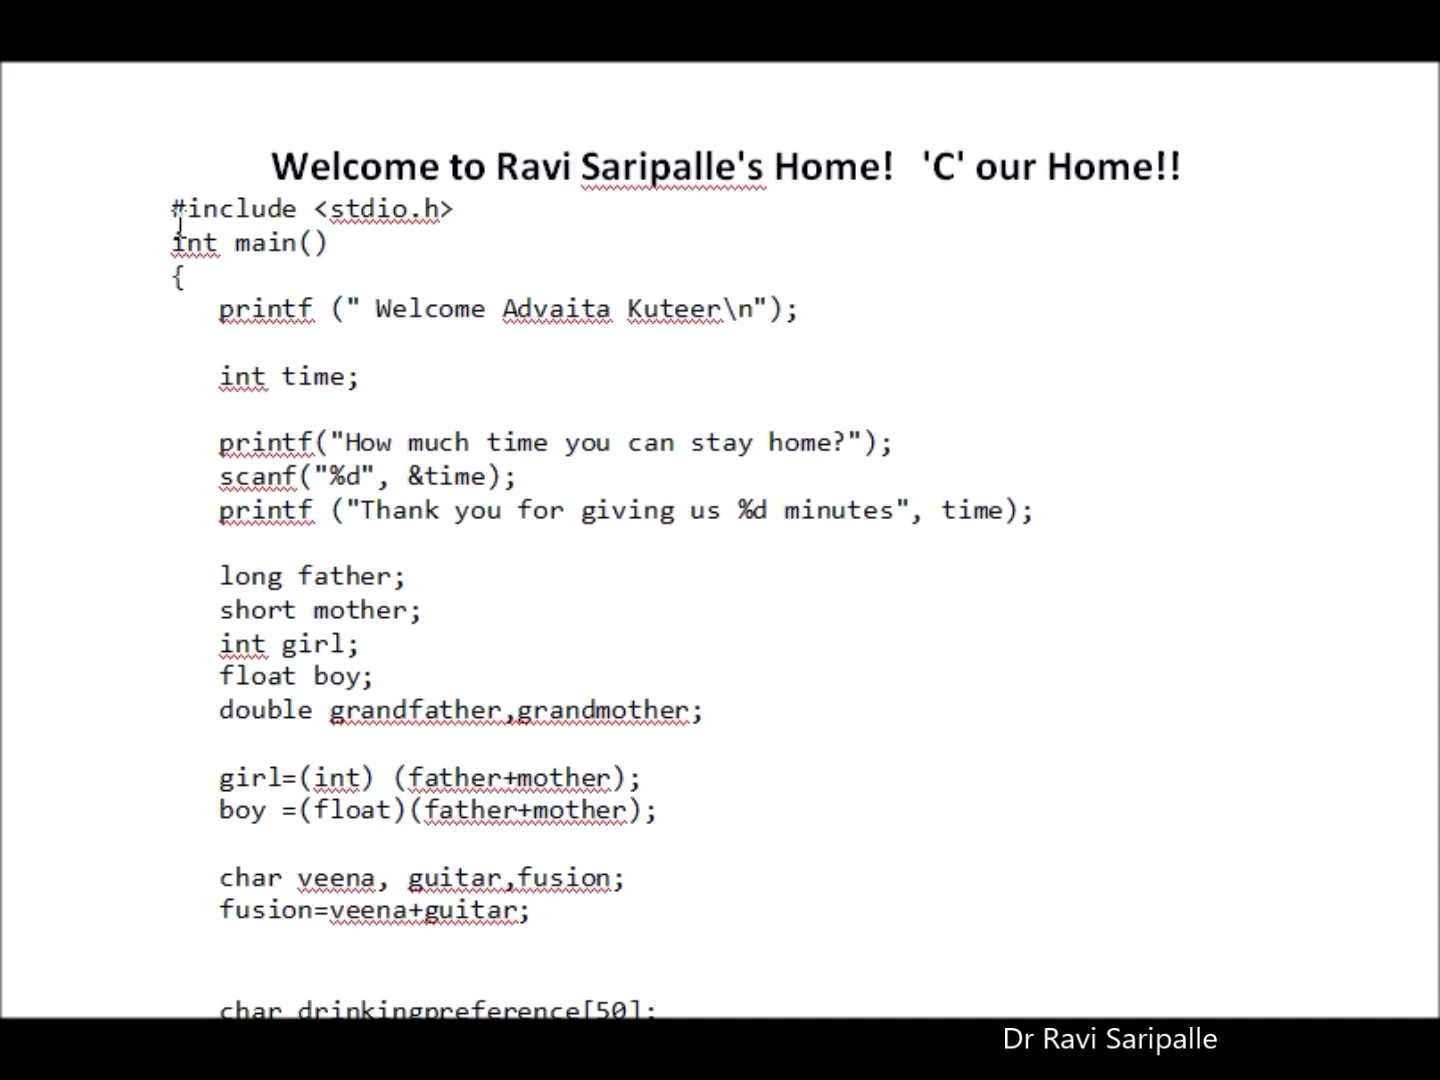 Welcome to Ravi Saripalle's Home! 'C' our Home!!
#include <stdio.h>
int main()
{
printf (" Welcome Advaita Kuteer\n");
int time;
printf("How much time you can stay home?");
scanf("%d", &time);
printf ("Thank you for giving us %d minutes", time);
long father;
short mother;
int girl;
float boy;
double grandfather,grandmother;
girl=(int) (father+mother);
boy =(float)(father+mother);
char veena, guitar,fusion;
fusion=veena+guitar;
char drinkingpreference[50];
Dr Ravi Saripalle